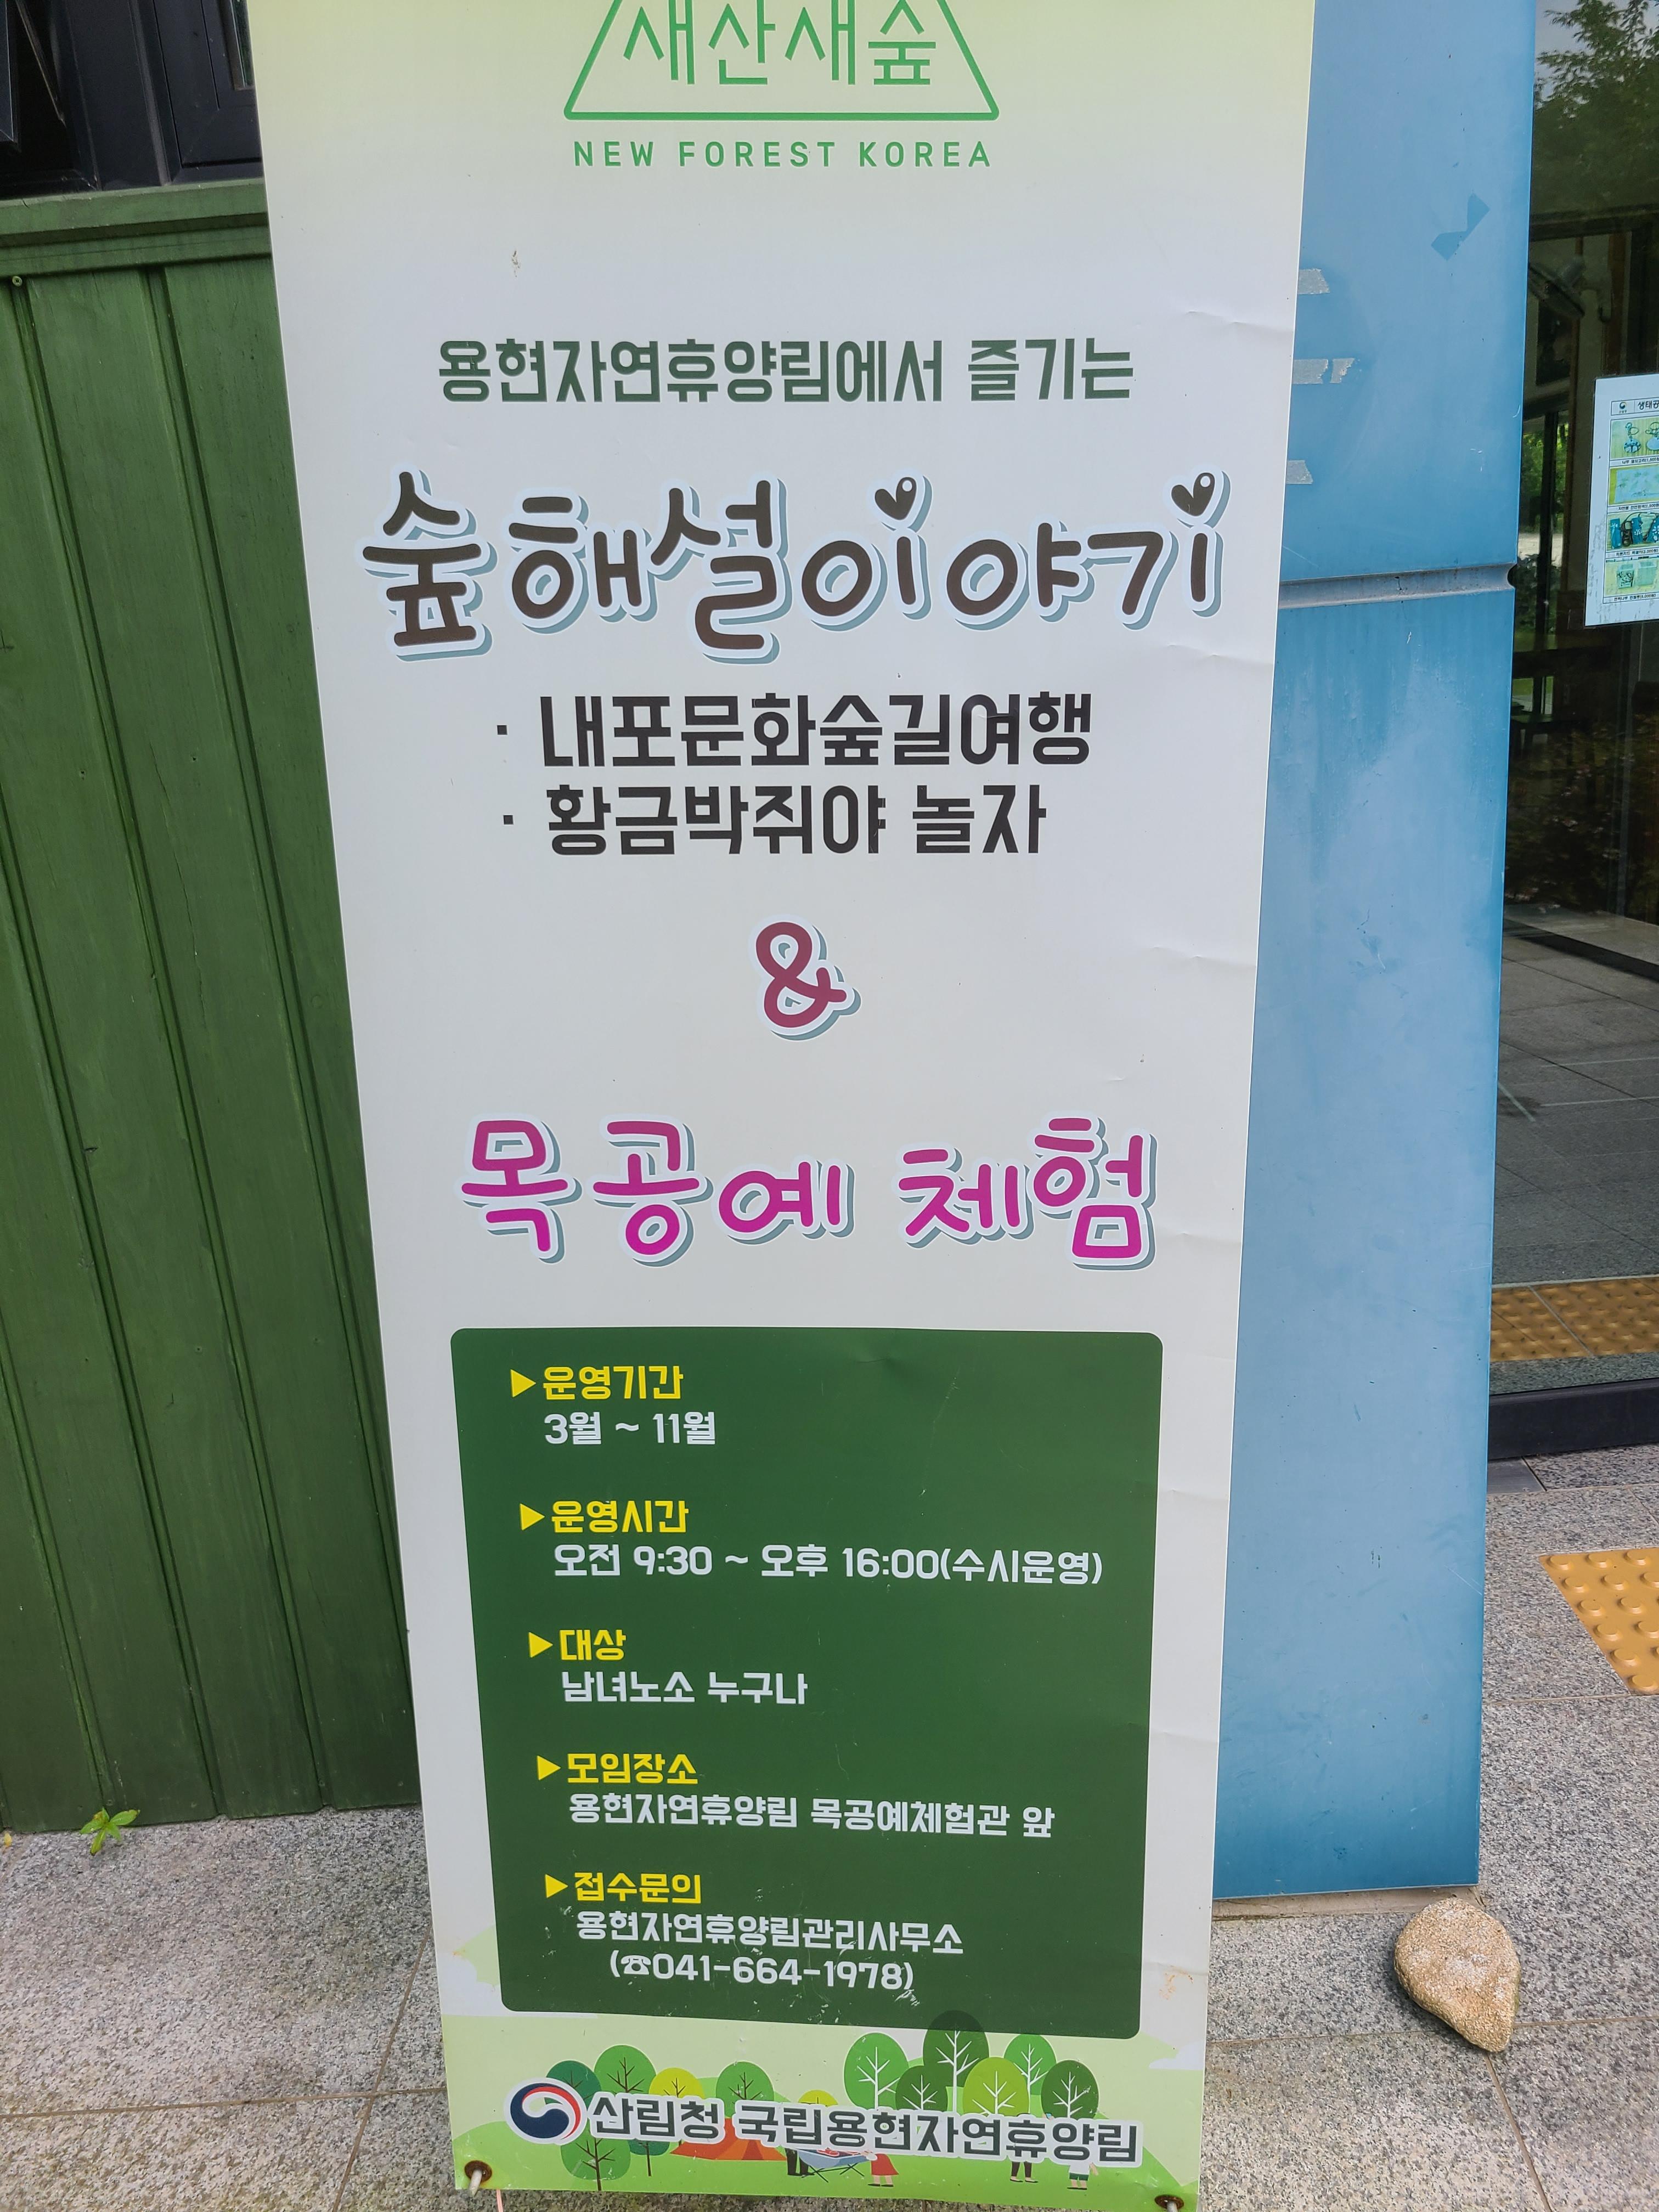 새산새숲
NEW FOREST KOREA
용현자연휴양림에서 즐기는
숲해설이야기
· 내포문화숲길여행
· 황금박쥐야 놀자
&
목공예 체험
▶운영기간
3월 ~ 11월
▶운영시간
오전 9:30 ~ 오후 16:00(수시운영)
▶대상
남녀노소 누구나
▶모임장소
용현자연휴양림 목공예체험관 앞
▶접수문의
용현자연휴양림관리사무소
(☎041-664-1978)
산림청 국립용현자연휴양림